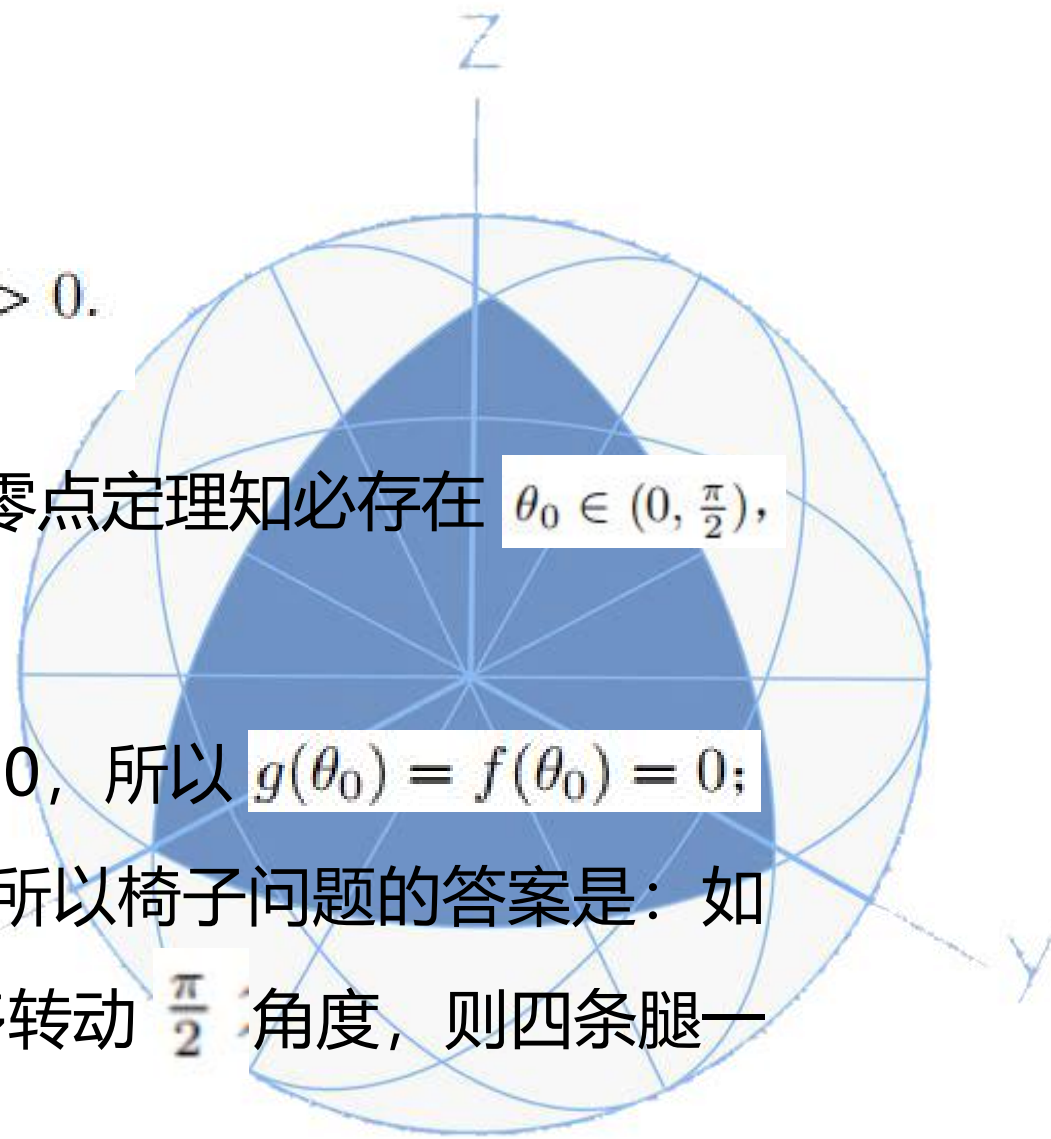 Z
> 0.
零点定理知必存在 θ₀ ∈ (0, π/2),
0，所以 g(θ₀) = f(θ₀) = 0;
所以椅子问题的答案是：如
转动 π/2 角度，则四条腿一
Y